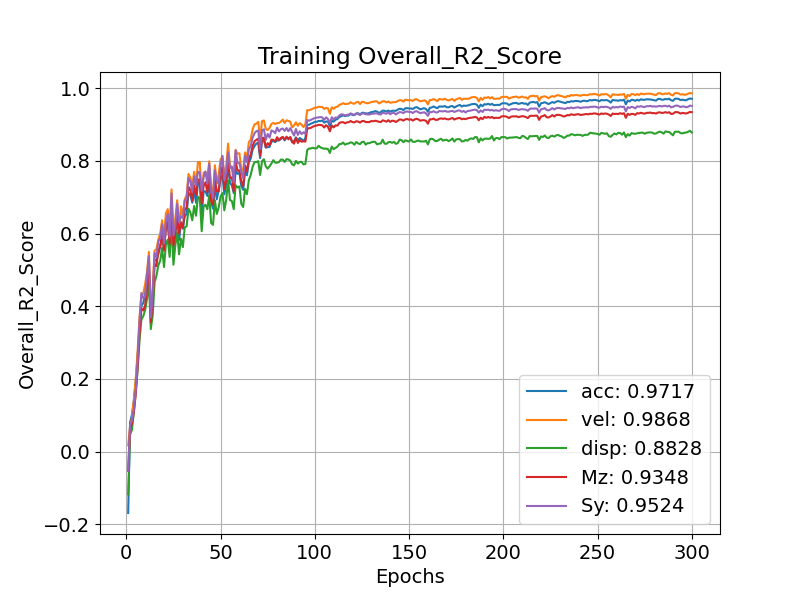 Training Overall_R2_Score
Overall_R2_Score
1.0
0.8
0.6
0.4
0.2
0.0
−0.2
acc: 0.9717
vel: 0.9868
disp: 0.8828
Mz: 0.9348
Sy: 0.9524
0 50 100 150 200 250 300
Epochs